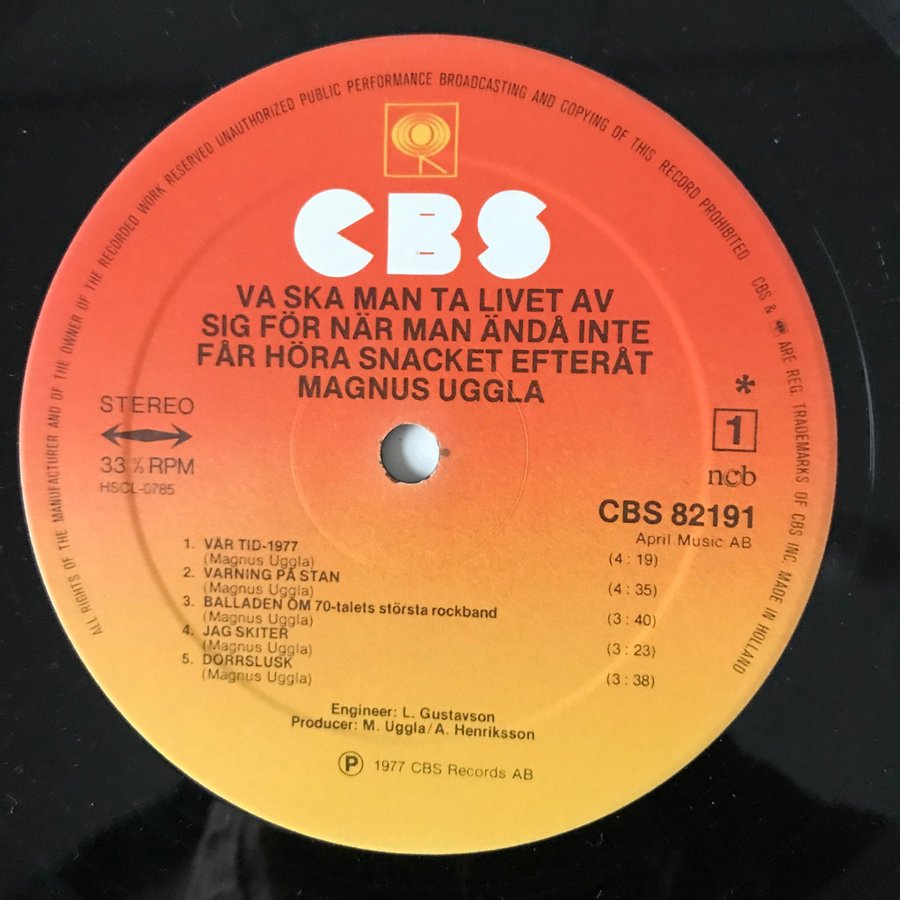 ALL RIGHTS OF THE MANUFACTURER AND OF THE OWNER OF THE RECORDED WORK RESERVED UNAUTHORIZED PUBLIC PERFORMANCE BROADCASTING AND COPYING OF THIS RECORD PROHIBITED
CBS & ARE REG. TRADEMARKS OF CBS INC. MADE IN HOLLAND
CBS
VA SKA MAN TA LIVET AV
SIG FÖR NÄR MAN ÄNDÅ INTE
FÅR HÖRA SNACKET EFTERÅT
MAGNUS UGGLA
STEREO
33⅓ RPM
HSCL-0785
*
1
ncb
CBS 82191
April Music AB
1. VÅR TID-1977
(Magnus Uggla) (4 : 19)
2. VARNING PÅ STAN
(Magnus Uggla) (4 : 35)
3. BALLADEN OM 70-talets största rockband
(Magnus Uggla) (3 : 40)
4. JAG SKITER
(Magnus Uggla) (3 : 23)
5. DORRSLUSK
(Magnus Uggla) (3 : 38)
Engineer: L. Gustavson
Producer: M. Uggla/A. Henriksson
Ⓟ 1977 CBS Records AB